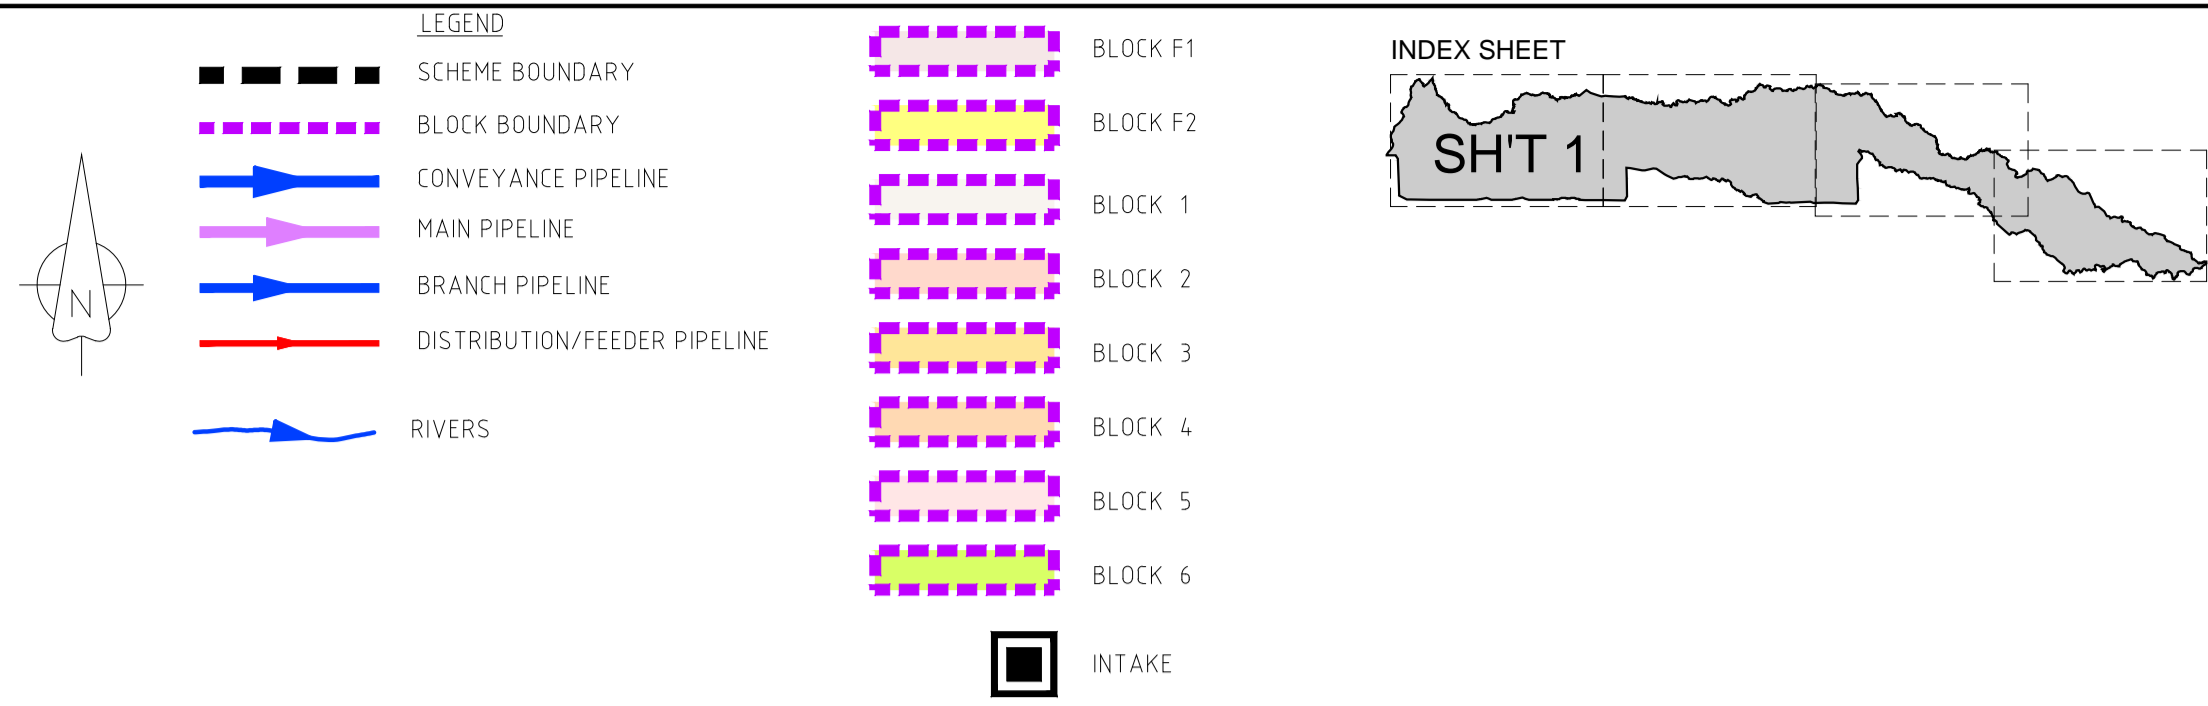 LEGEND
SCHEME BOUNDARY
BLOCK BOUNDARY
CONVEYANCE PIPELINE
MAIN PIPELINE
BRANCH PIPELINE
DISTRIBUTION/FEEDER PIPELINE
RIVERS
N
BLOCK F1
BLOCK F2
BLOCK 1
BLOCK 2
BLOCK 3
BLOCK 4
BLOCK 5
BLOCK 6
INTAKE
INDEX SHEET
SH'T 1